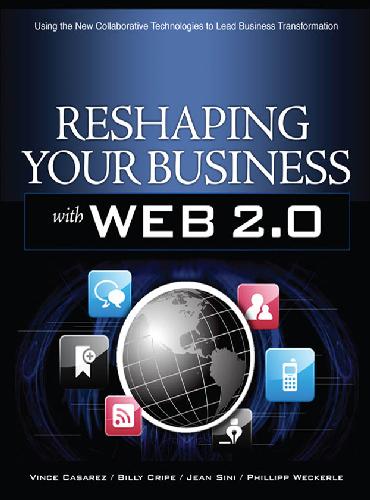 Using the New Collaborative Technologies to Lead Business Transformation
RESHAPING
YOUR BUSINESS
with WEB 2.0
VINCE CASAREZ / BILLY CRIPE / JEAN SINI / PHILLIPP WECKERLE